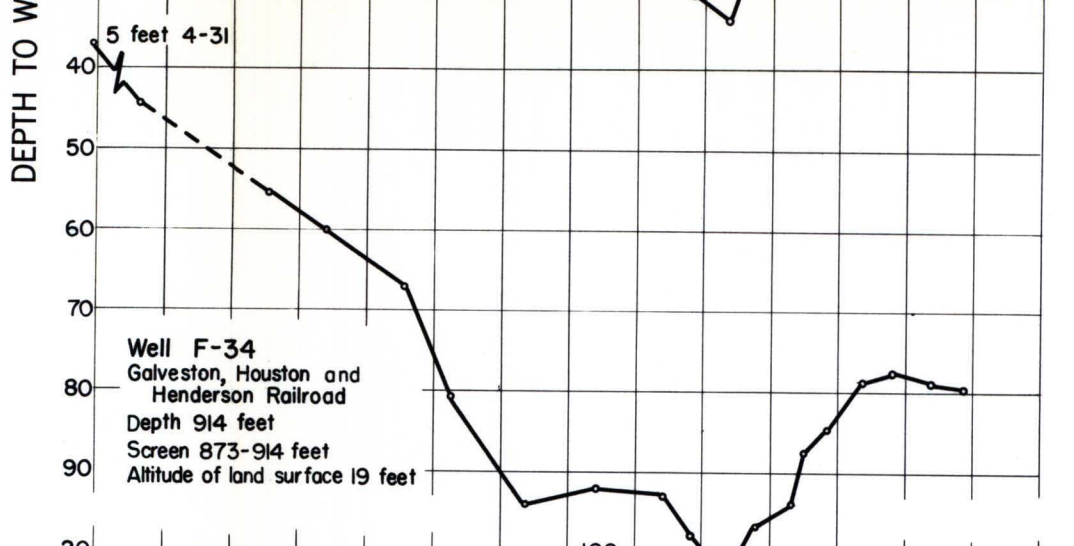 DEPTH TO W
5 feet 4-31
40
50
60
70
80
90
Well F-34
Galveston, Houston and
Henderson Railroad
Depth 914 feet
Screen 873-914 feet
Altitude of land surface 19 feet